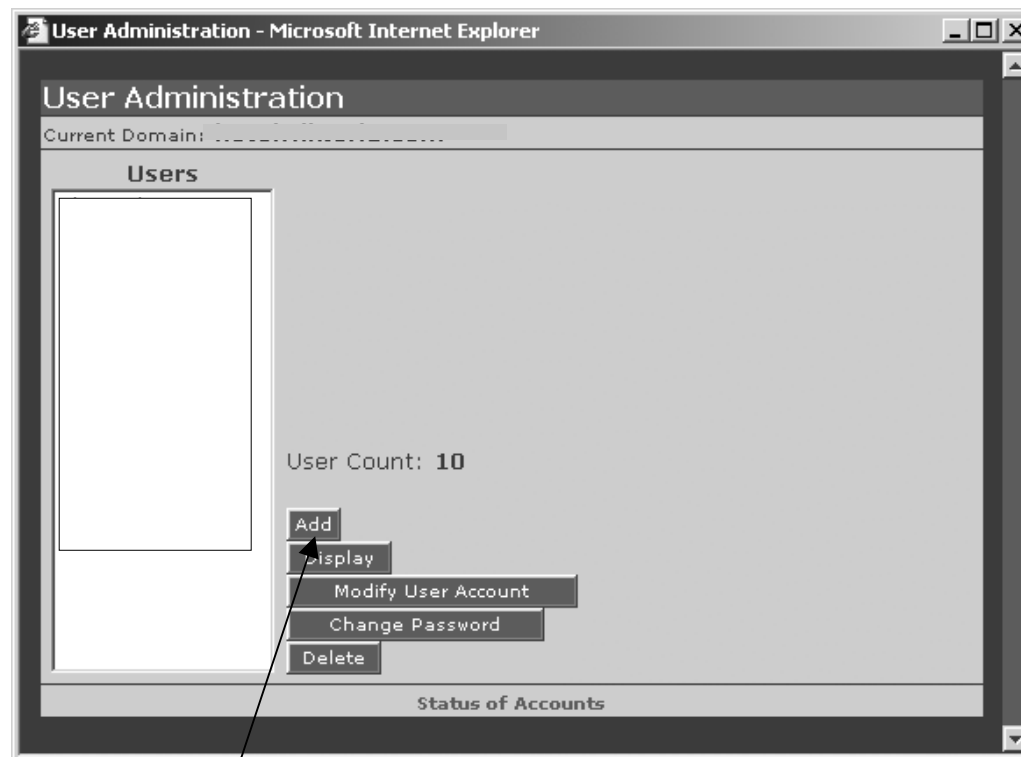 User Administration - Microsoft Internet Explorer
User Administration
Current Domain:
Users
User Count: 10
Add
Display
Modify User Account
Change Password
Delete
Status of Accounts